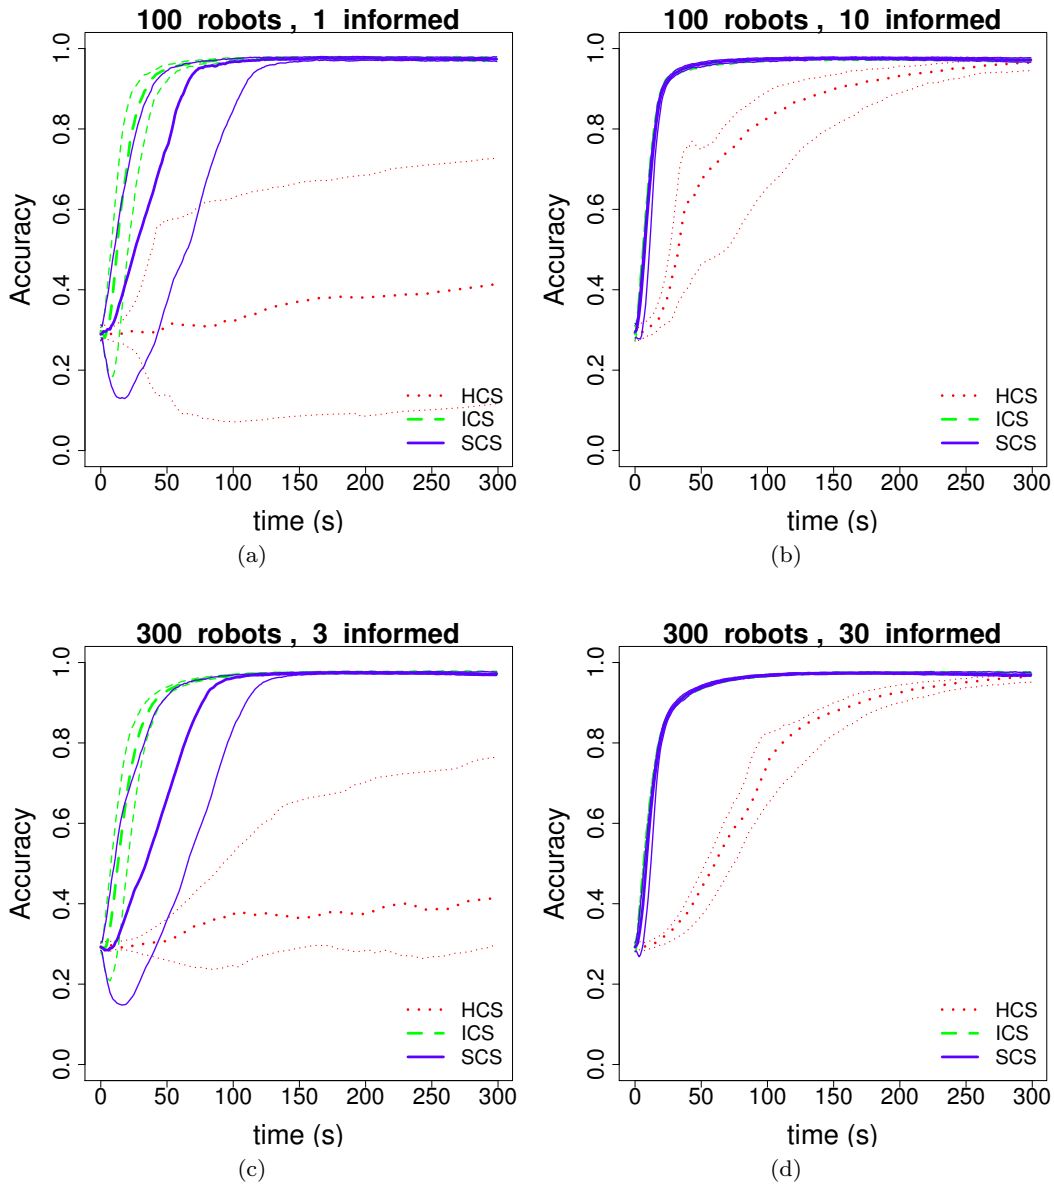 100 robots , 1 informed
Accuracy
1.0
0.8
0.6
0.4
0.2
0.0
HCS
ICS
SCS
0 50 100 150 200 250 300
time (s)
(a)
100 robots , 10 informed
Accuracy
1.0
0.8
0.6
0.4
0.2
0.0
HCS
ICS
SCS
0 50 100 150 200 250 300
time (s)
(b)
300 robots , 3 informed
Accuracy
1.0
0.8
0.6
0.4
0.2
0.0
HCS
ICS
SCS
0 50 100 150 200 250 300
time (s)
(c)
300 robots , 30 informed
Accuracy
1.0
0.8
0.6
0.4
0.2
0.0
HCS
ICS
SCS
0 50 100 150 200 250 300
time (s)
(d)